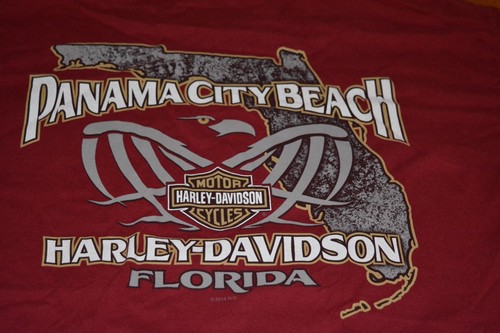 PANAMA CITY BEACH
MOTOR
HARLEY-DAVIDSON
CYCLES
HARLEY-DAVIDSON
FLORIDA